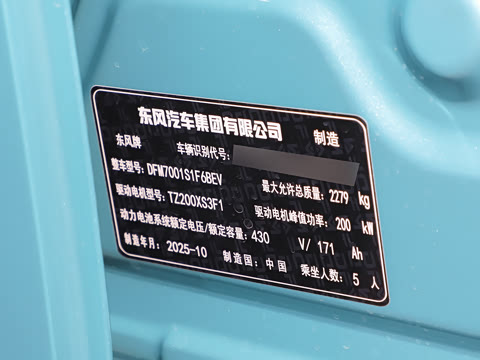 东风汽车集团有限公司 制造
东风牌 车辆识别代号:
整车型号: DFM7001S1F6BEV 最大允许总质量: 2279 kg
驱动电机型号: TZ200XS3F1 驱动电机峰值功率: 200 kW
动力电池系统额定电压/额定容量: 430 V/ 171 Ah
制造年月: 2025-10 制造国: 中国 乘坐人数: 5 人